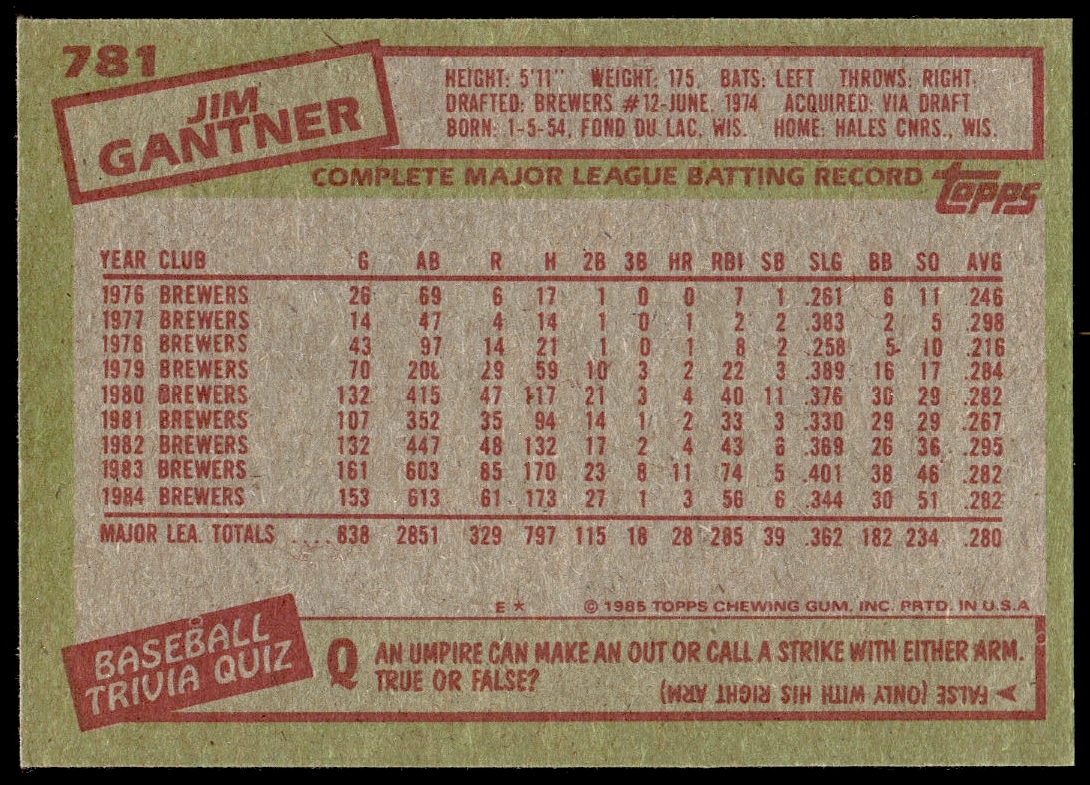 781
JIM
GANTNER
HEIGHT: 5'11" WEIGHT: 175, BATS: LEFT THROWS: RIGHT,
DRAFTED: BREWERS #12-JUNE, 1974 ACQUIRED: VIA DRAFT
BORN: 1-5-54, FOND DU LAC, WIS. HOME: HALES CNRS., WIS.
COMPLETE MAJOR LEAGUE BATTING RECORD topps
YEAR CLUB G AB R H 2B 3B HR RBI SB SLG BB SO AVG
1976 BREWERS 26 69 6 17 1 0 0 7 1 .261 6 11 .246
1977 BREWERS 14 47 4 14 1 0 1 2 2 .383 2 5 .298
1978 BREWERS 43 97 14 21 1 0 1 8 2 .258 5 10 .216
1979 BREWERS 70 208 29 59 10 3 2 22 3 .389 16 17 .284
1980 BREWERS 132 415 47 117 21 3 4 40 11 .376 30 29 .282
1981 BREWERS 107 352 35 94 14 1 2 33 3 .330 29 29 .267
1982 BREWERS 132 447 48 132 17 2 4 43 6 .369 26 36 .295
1983 BREWERS 161 603 85 170 23 8 11 74 5 .401 38 46 .282
1984 BREWERS 153 613 61 173 27 1 3 56 6 .344 30 51 .282
MAJOR LEA. TOTALS ....838 2851 329 797 115 18 28 285 39 .362 182 234 .280
E * © 1985 TOPPS CHEWING GUM, INC. PRTD. IN U.S.A
BASEBALL
TRIVIA QUIZ
Q AN UMPIRE CAN MAKE AN OUT OR CALL A STRIKE WITH EITHER ARM.
TRUE OR FALSE?
FALSE (ONLY WITH HIS RIGHT ARM)